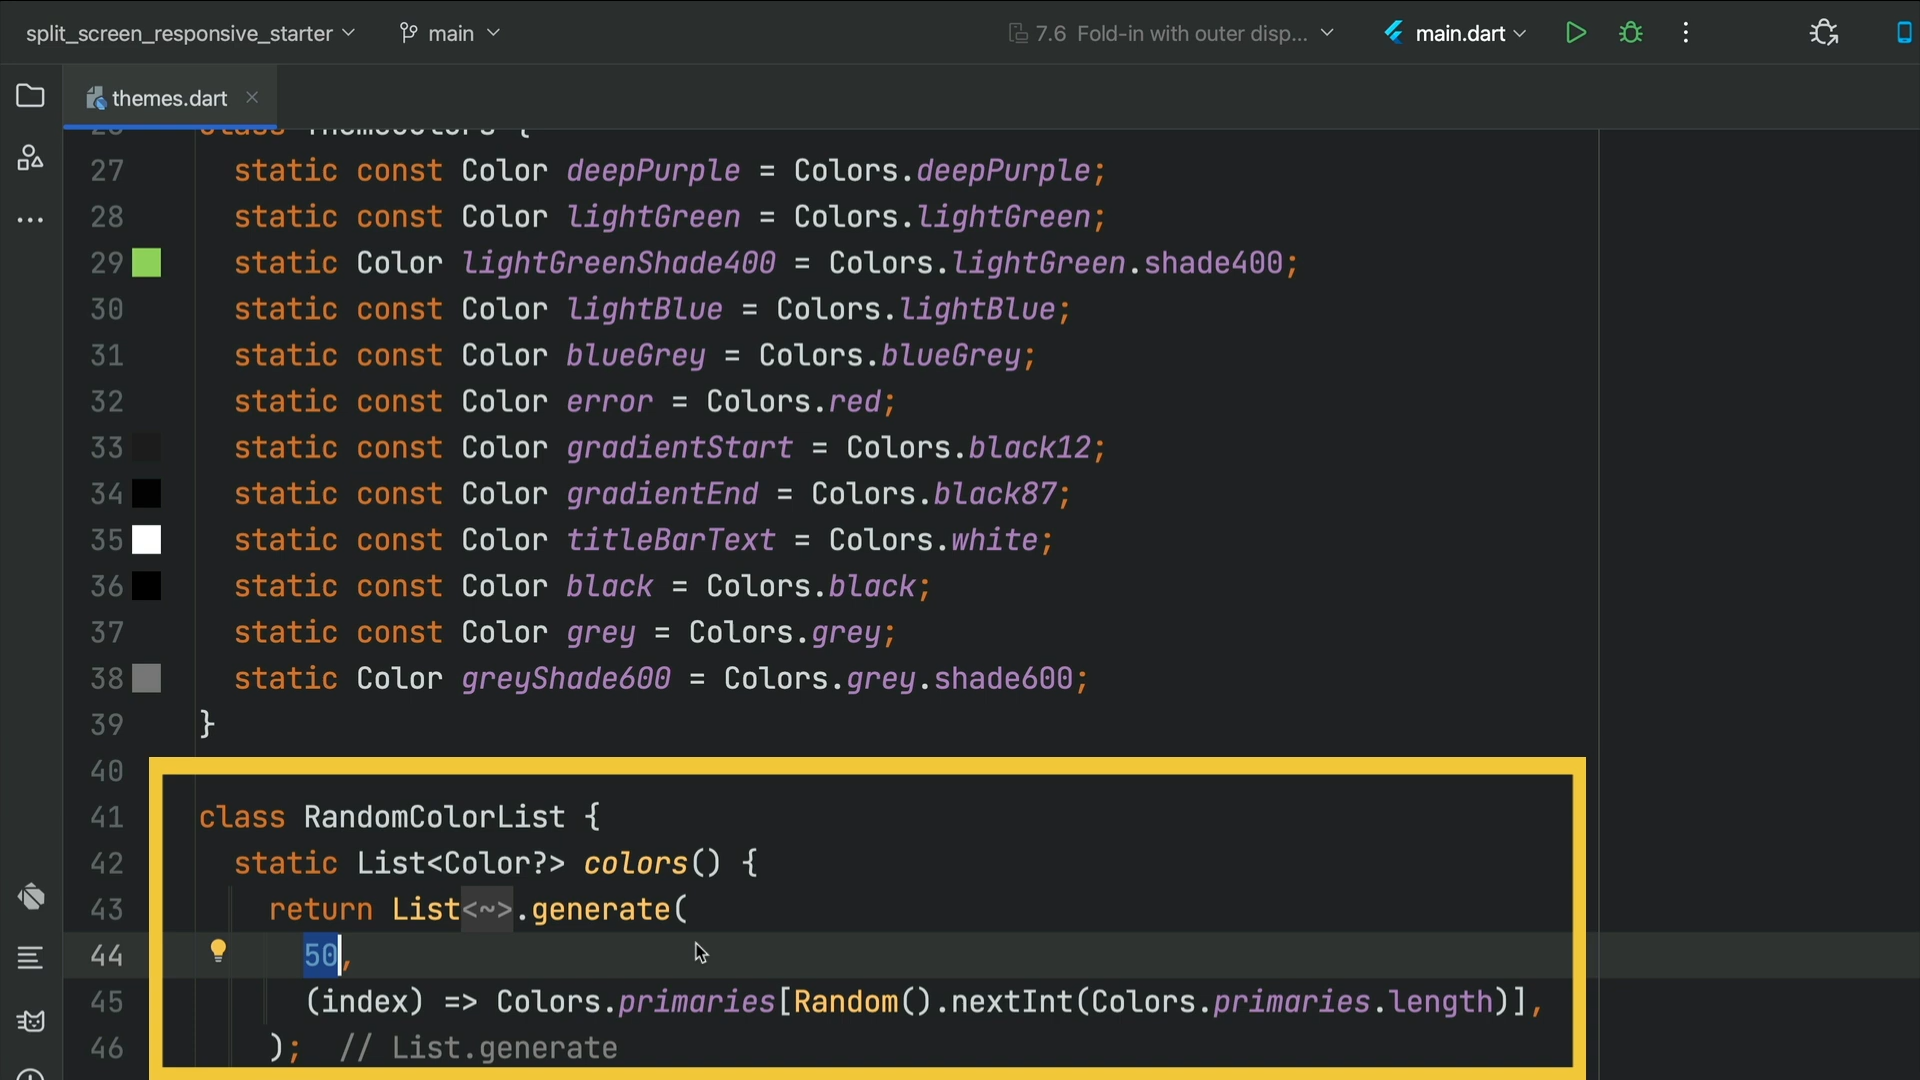 split_screen_responsive_starter main 7.6 Fold-in with outer disp... main.dart
themes.dart
26 class ThemeColors {
27 static const Color deepPurple = Colors.deepPurple;
28 static const Color lightGreen = Colors.lightGreen;
29 static Color lightGreenShade400 = Colors.lightGreen.shade400;
30 static const Color lightBlue = Colors.lightBlue;
31 static const Color blueGrey = Colors.blueGrey;
32 static const Color error = Colors.red;
33 static const Color gradientStart = Colors.black12;
34 static const Color gradientEnd = Colors.black87;
35 static const Color titleBarText = Colors.white;
36 static const Color black = Colors.black;
37 static const Color grey = Colors.grey;
38 static Color greyShade600 = Colors.grey.shade600;
39 }
40
41 class RandomColorList {
42 static List<Color?> colors() {
43 return List<~>.generate(
44 50,
45 (index) => Colors.primaries[Random().nextInt(Colors.primaries.length)],
46 ); // List.generate